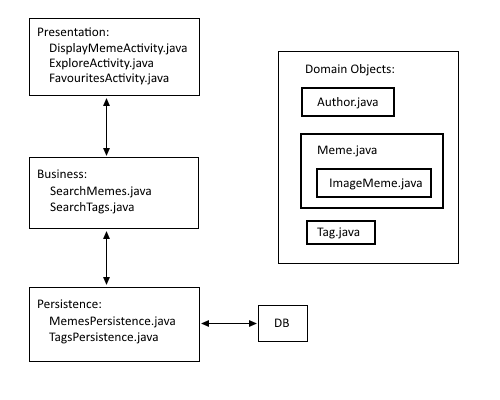 Presentation:
DisplayMemeActivity.java
ExploreActivity.java
FavouritesActivity.java
Business:
SearchMemes.java
SearchTags.java
Persistence:
MemesPersistence.java
TagsPersistence.java
DB
Domain Objects:
Author.java
Meme.java
ImageMeme.java
Tag.java